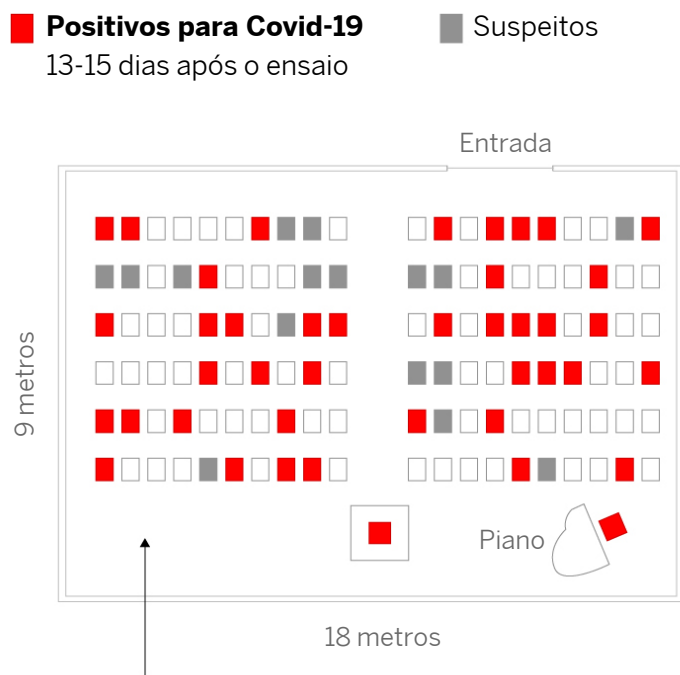 Positivos para Covid-19
13-15 dias após o ensaio
Suspeitos
Entrada
9 metros
Piano
18 metros